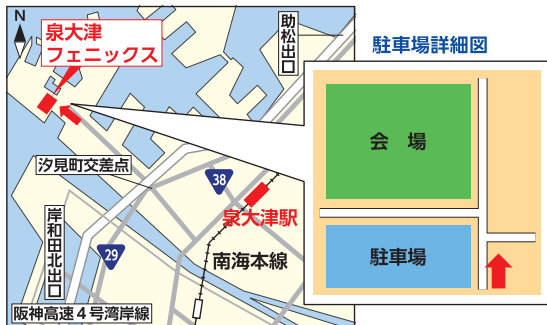 N
泉大津
フェニックス
助松出口
駐車場詳細図
会 場
汐見町交差点
38
泉大津駅
岸和田北出口
29
南海本線
駐車場
阪神高速4号湾岸線